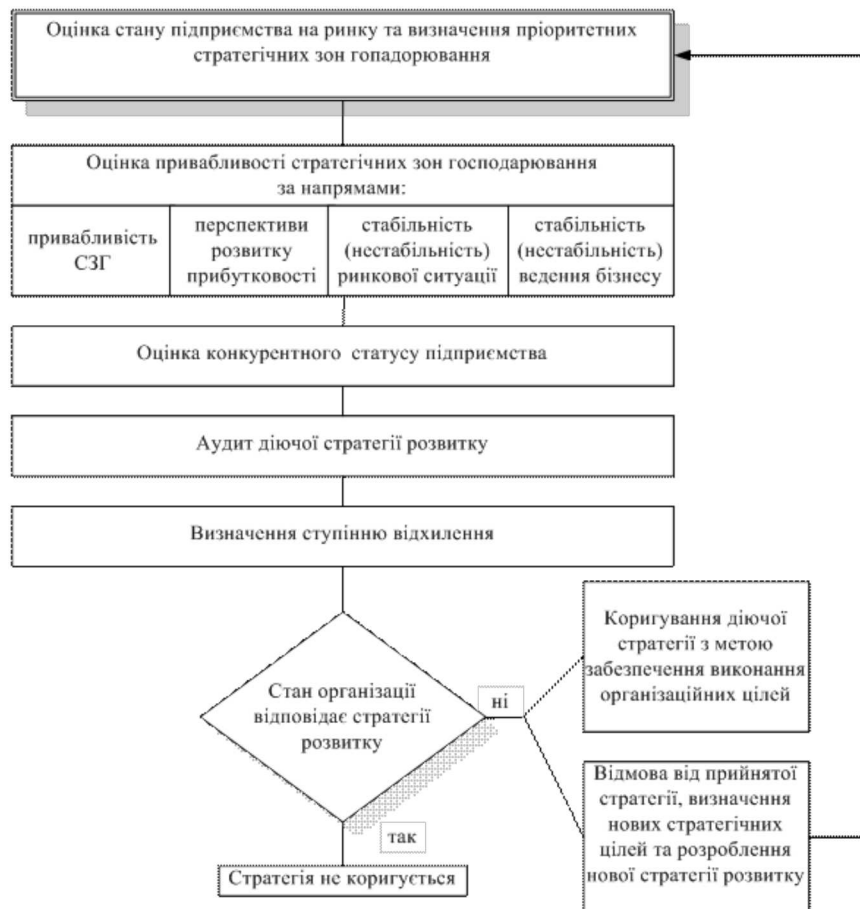 Оцінка стану підприємства на ринку та визначення пріоритетних
стратегічних зон гопадорювання
Оцінка привабливості стратегічних зон господарювання
за напрямами:
привабливість
СЗГ
перспективи
розвитку
прибутковості
стабільність
(нестабільність)
ринкової ситуації
стабільність
(нестабільність)
ведення бізнесу
Оцінка конкурентного статусу підприємства
Аудит діючої стратегії розвитку
Визначення ступінню відхилення
Стан організації
відповідає стратегії
розвитку
ні
так
Стратегія не коригується
Коригування діючої
стратегії з метою
забезпечення виконання
організаційних цілей
Відмова від прийнятої
стратегії, визначення
нових стратегічних
цілей та розроблення
нової стратегії розвитку